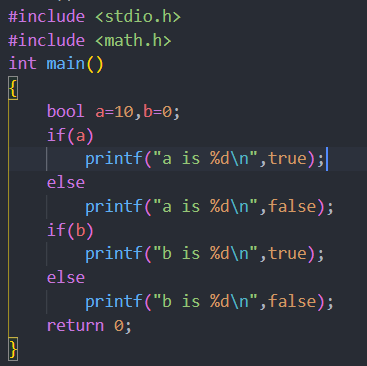 #include <stdio.h>
#include <math.h>
int main()
{
    bool a=10,b=0;
    if(a)
        printf("a is %d\n",true);
    else
        printf("a is %d\n",false);
    if(b)
        printf("b is %d\n",true);
    else
        printf("b is %d\n",false);
    return 0;
}